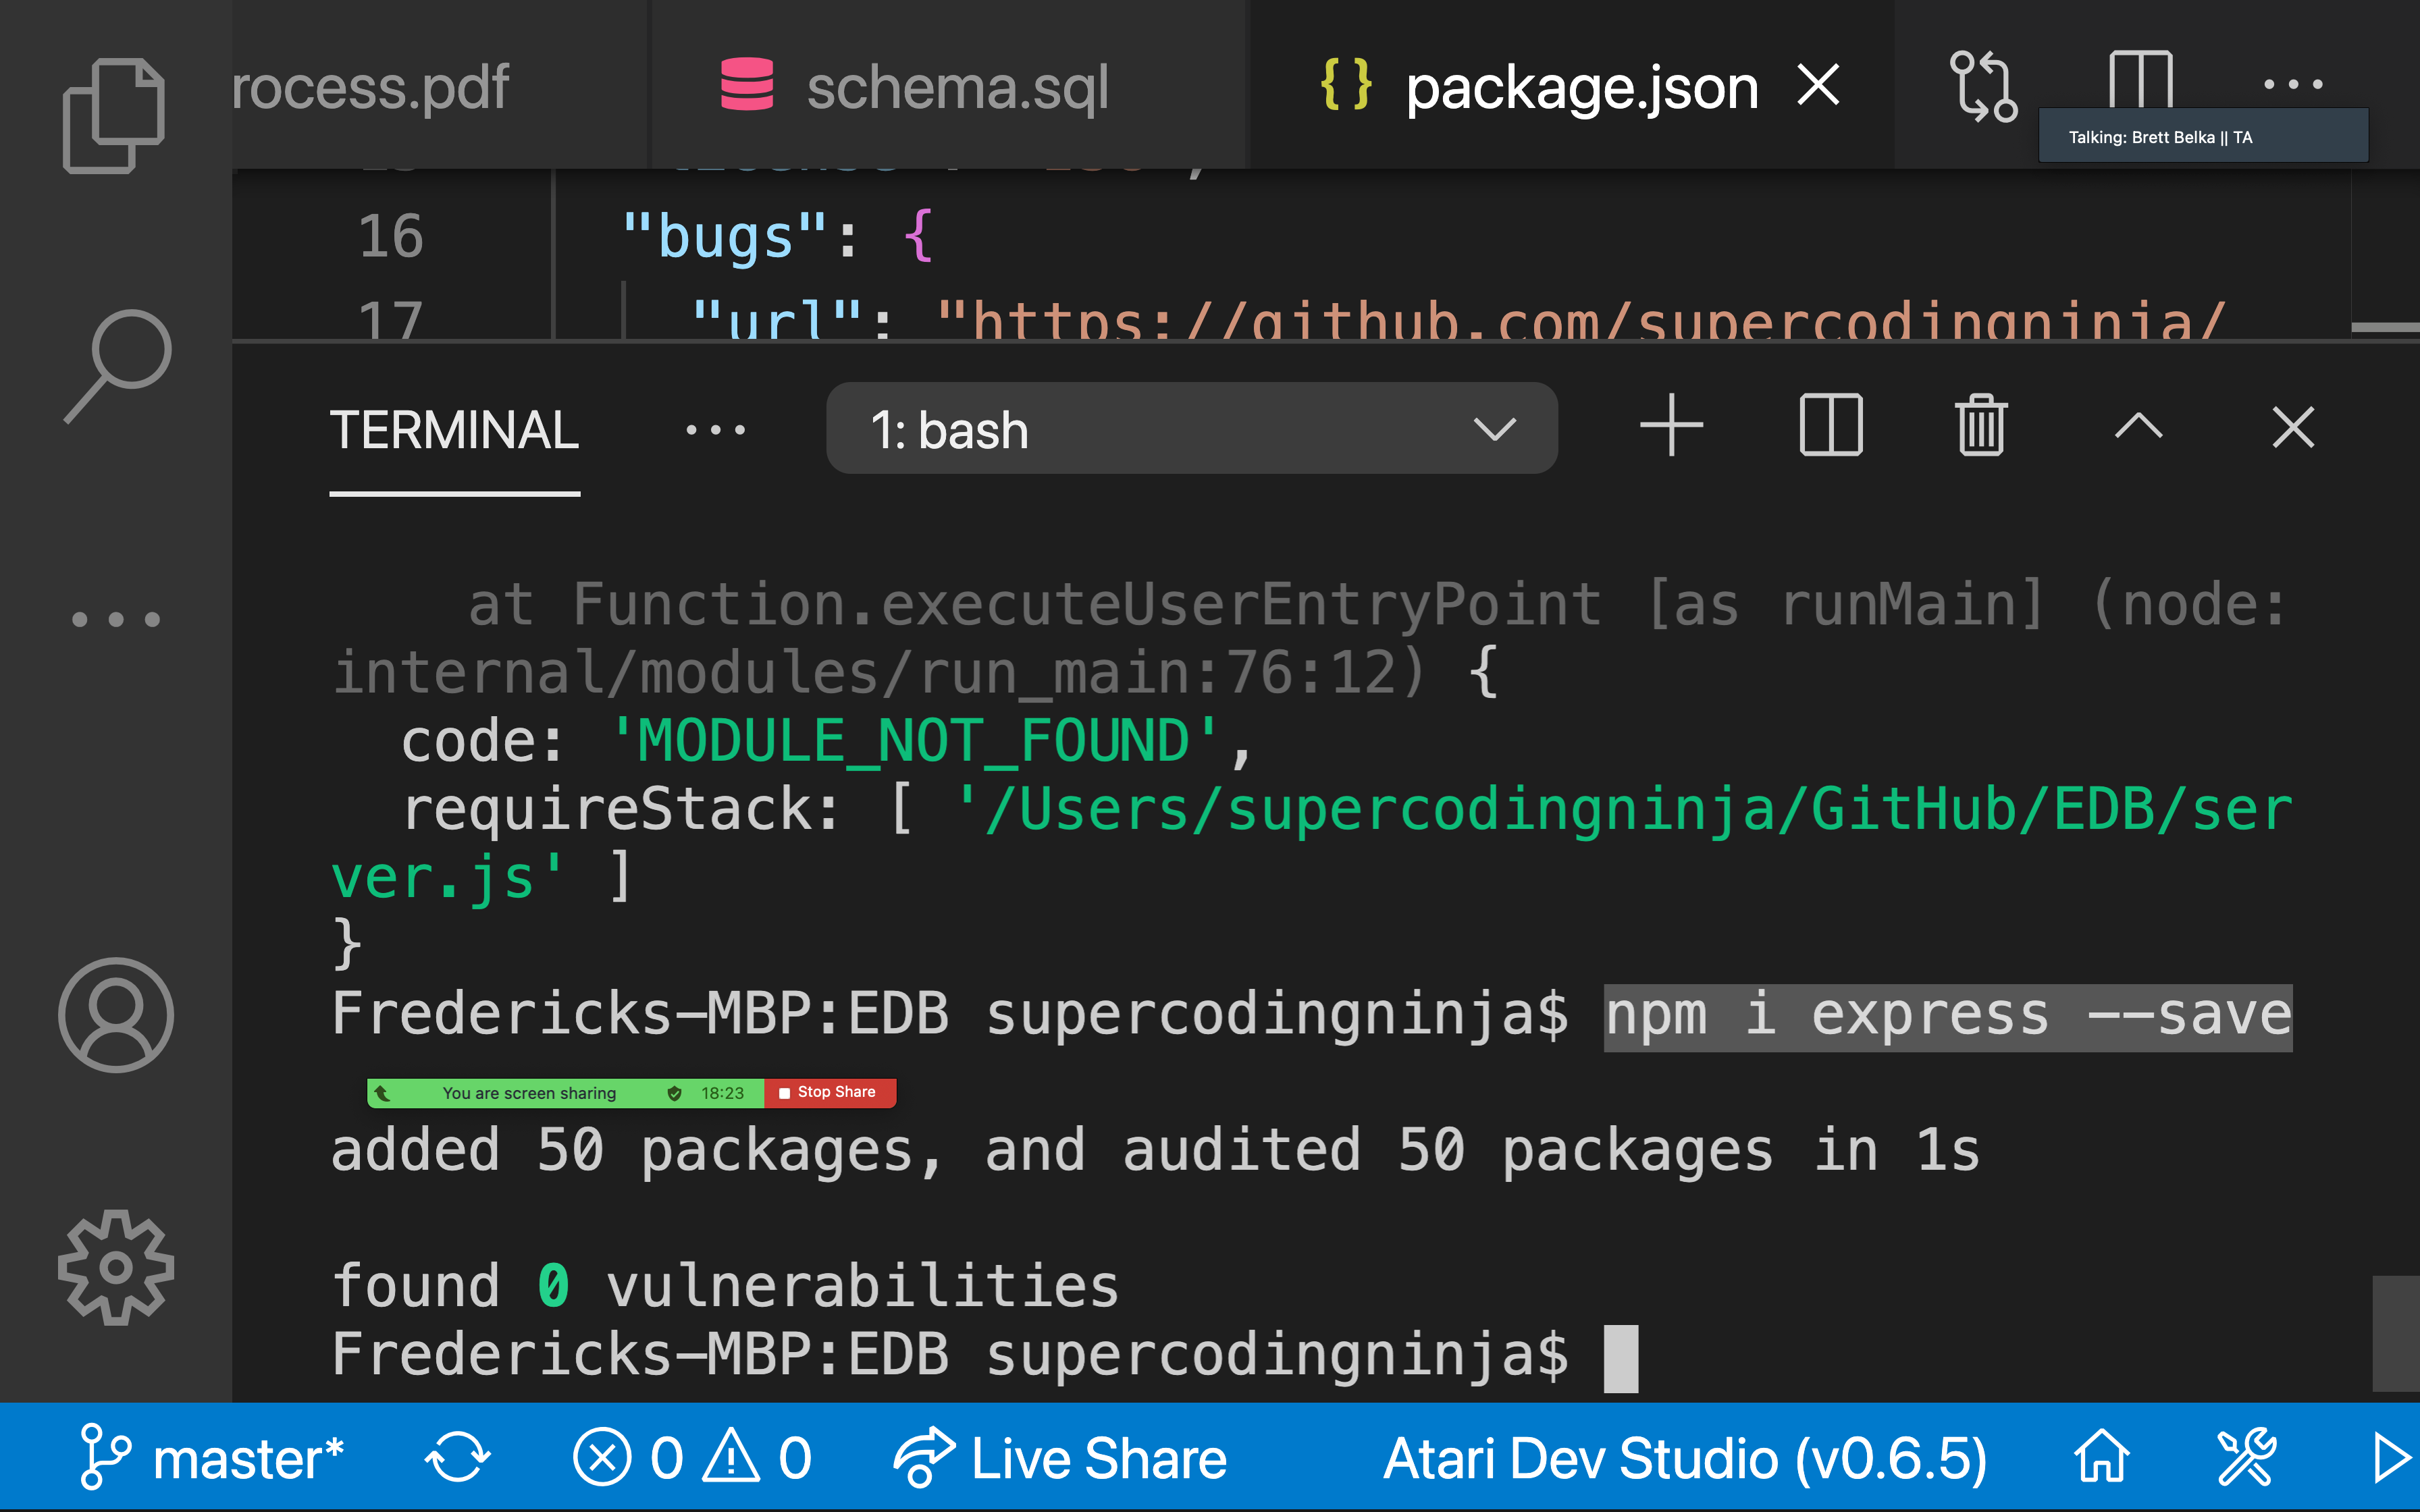 rocess.pdf
schema.sql
{} package.json
Talking: Brett Belka || TA
16 "bugs": {
17 "url": "https://github.com/supercodingninja/
TERMINAL
1: bash
at Function.executeUserEntryPoint [as runMain] (node:
internal/modules/run_main:76:12) {
code: 'MODULE_NOT_FOUND',
requireStack: [ '/Users/supercodingninja/GitHub/EDB/ser
ver.js' ]
}
Fredericks-MBP:EDB supercodingninja$ npm i express --save
You are screen sharing 18:23 Stop Share
added 50 packages, and audited 50 packages in 1s
found 0 vulnerabilities
Fredericks-MBP:EDB supercodingninja$
master* 0 0 Live Share Atari Dev Studio (v0.6.5)